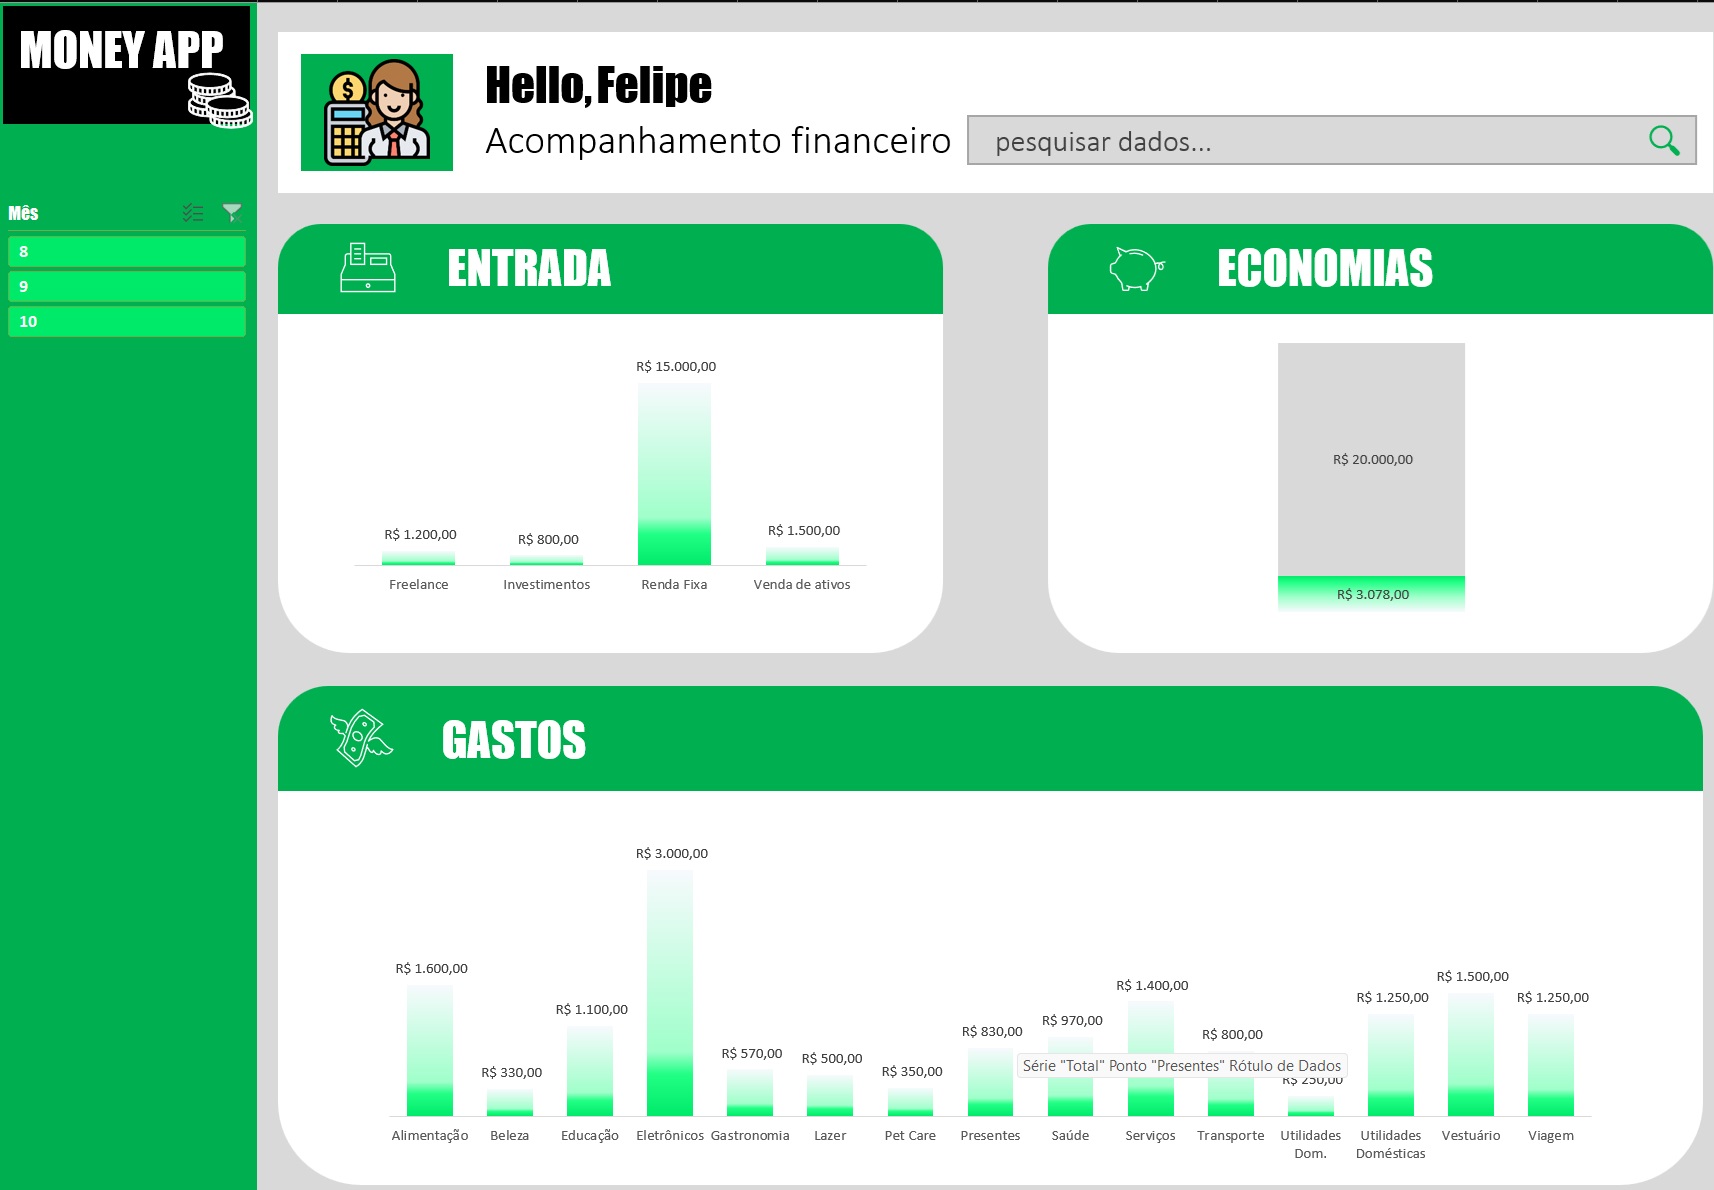 MONEY APP
Hello, Felipe
Acompanhamento financeiro
pesquisar dados...
Mês
8
9
10
ENTRADA
R$ 15.000,00
R$ 1.200,00
R$ 800,00
R$ 1.500,00
Freelance
Investimentos
Renda Fixa
Venda de ativos
ECONOMIAS
R$ 20.000,00
R$ 3.078,00
GASTOS
R$ 1.600,00
R$ 330,00
R$ 1.100,00
R$ 3.000,00
R$ 570,00
R$ 500,00
R$ 350,00
R$ 830,00
R$ 970,00
R$ 1.400,00
R$ 800,00
R$ 250,00
R$ 1.250,00
R$ 1.500,00
R$ 1.250,00
Série "Total" Ponto "Presentes" Rótulo de Dados
Alimentação
Beleza
Educação
Eletrônicos
Gastronomia
Lazer
Pet Care
Presentes
Saúde
Serviços
Transporte
Utilidades
Dom.
Utilidades
Domésticas
Vestuário
Viagem